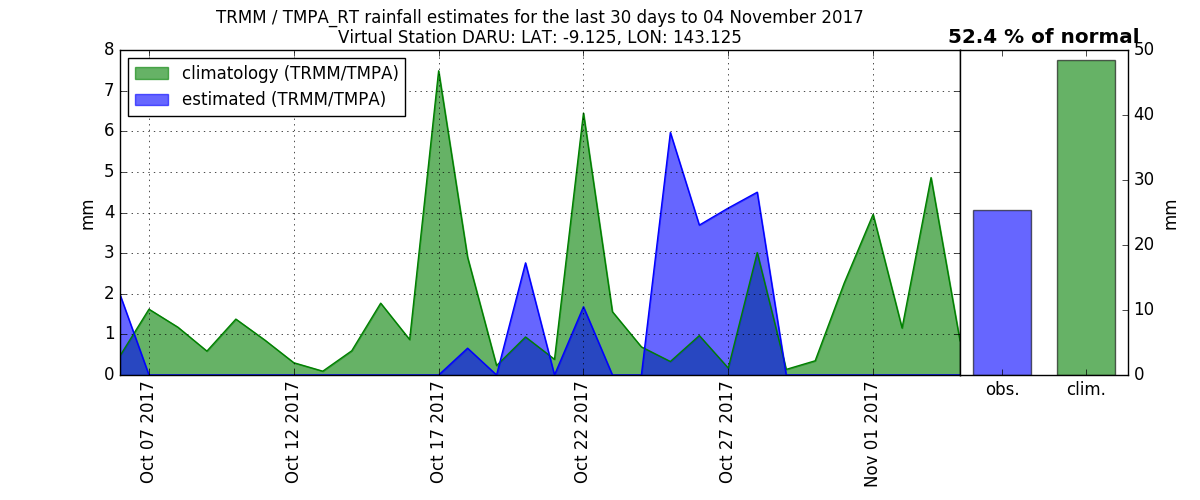 TRMM / TMPA_RT rainfall estimates for the last 30 days to 04 November 2017
Virtual Station DARU: LAT: -9.125, LON: 143.125
52.4 % of normal
climatology (TRMM/TMPA)
estimated (TRMM/TMPA)
8
7
6
5
4
3
2
1
0
mm
Oct 07 2017
Oct 12 2017
Oct 17 2017
Oct 22 2017
Oct 27 2017
Nov 01 2017
50
40
30
20
10
0
mm
obs.
clim.